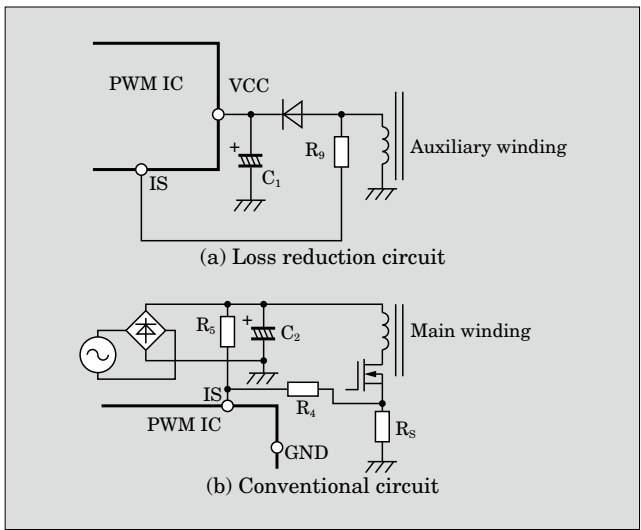 PWM IC
VCC
+
R9
Auxiliary winding
IS
C1
(a) Loss reduction circuit
R5
+
C2
Main winding
IS
R4
PWM IC
RS
GND
(b) Conventional circuit